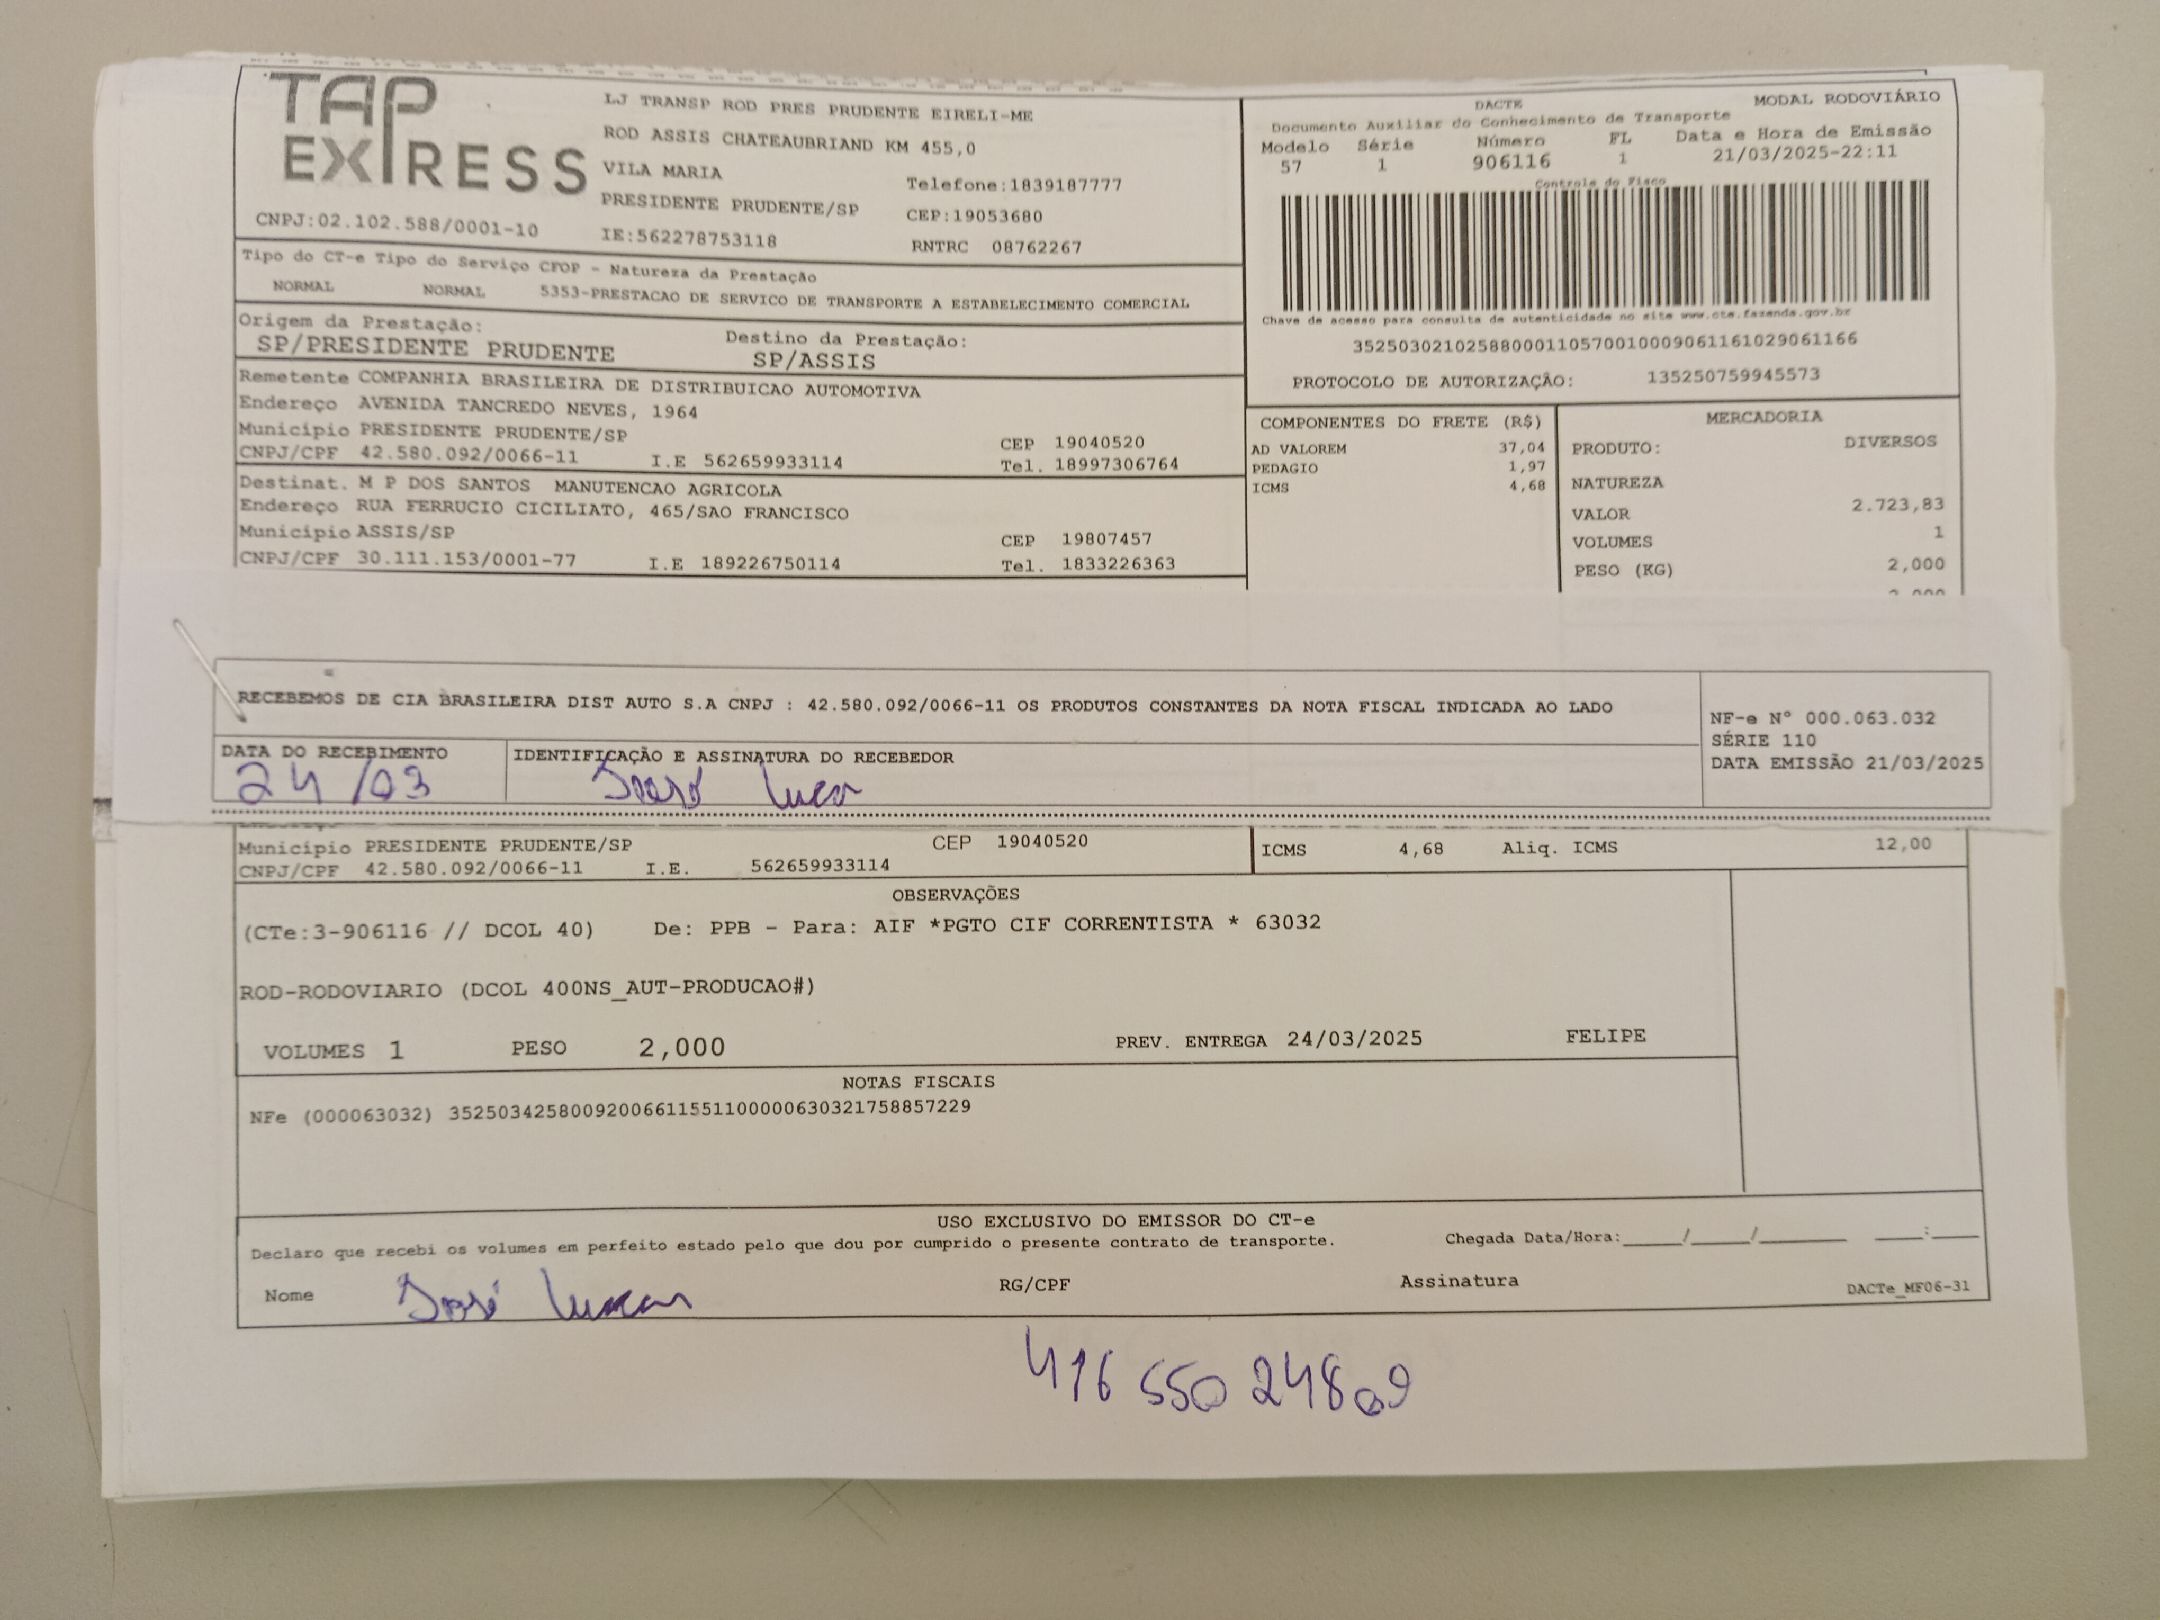 TAP
EXPRESS
LJ TRANSP ROD PRES PRUDENTE EIRELI-ME
ROD ASSIS CHATEAUBRIAND KM 455,0
VILA MARIA
Telefone:1839187777
PRESIDENTE PRUDENTE/SP
CEP:19053680
CNPJ:02.102.588/0001-10
IE:562278753118
RNTRC 08762267
DACTE
MODAL RODOVIÁRIO
Documento Auxiliar do Conhecimento de Transporte
Modelo Série Número FL Data e Hora de Emissão
57 1 906116 1 21/03/2025-22:11
Controle do Fisco
Chave de acesso para consulta de autenticidade no site www.cte.fazenda.gov.br
35250302102588000110570010009061161029061166
PROTOCOLO DE AUTORIZAÇÃO: 135250759945573
Tipo do CT-e Tipo do Serviço CFOP - Natureza da Prestação
NORMAL NORMAL 5353-PRESTACAO DE SERVICO DE TRANSPORTE A ESTABELECIMENTO COMERCIAL
Origem da Prestação: Destino da Prestação:
SP/PRESIDENTE PRUDENTE SP/ASSIS
Remetente COMPANHIA BRASILEIRA DE DISTRIBUICAO AUTOMOTIVA
Endereço AVENIDA TANCREDO NEVES, 1964
Município PRESIDENTE PRUDENTE/SP CEP 19040520
CNPJ/CPF 42.580.092/0066-11 I.E 562659933114 Tel. 18997306764
Destinat. M P DOS SANTOS MANUTENCAO AGRICOLA
Endereço RUA FERRUCIO CICILIATO, 465/SAO FRANCISCO
Município ASSIS/SP CEP 19807457
CNPJ/CPF 30.111.153/0001-77 I.E 189226750114 Tel. 1833226363
COMPONENTES DO FRETE (R$)
AD VALOREM 37,04
PEDAGIO 1,97
ICMS 4,68
MERCADORIA
PRODUTO: DIVERSOS
NATUREZA
VALOR 2.723,83
VOLUMES 1
PESO (KG) 2,000
RECEBEMOS DE CIA BRASILEIRA DIST AUTO S.A CNPJ : 42.580.092/0066-11 OS PRODUTOS CONSTANTES DA NOTA FISCAL INDICADA AO LADO
NF-e N° 000.063.032
SÉRIE 110
DATA EMISSÃO 21/03/2025
DATA DO RECEBIMENTO IDENTIFICAÇÃO E ASSINATURA DO RECEBEDOR
24/03 José Lucas
Município PRESIDENTE PRUDENTE/SP CEP 19040520
CNPJ/CPF 42.580.092/0066-11 I.E. 562659933114
ICMS 4,68 Aliq. ICMS 12,00
OBSERVAÇÕES
(CTe:3-906116 // DCOL 40) De: PPB - Para: AIF *PGTO CIF CORRENTISTA * 63032
ROD-RODOVIARIO (DCOL 400NS_AUT-PRODUCAO#)
VOLUMES 1 PESO 2,000 PREV. ENTREGA 24/03/2025 FELIPE
NOTAS FISCAIS
NFe (000063032) 35250342580092006611551100000630321758857229
USO EXCLUSIVO DO EMISSOR DO CT-e
Declaro que recebi os volumes em perfeito estado pelo que dou por cumprido o presente contrato de transporte. Chegada Data/Hora:____/____/______ ___:___
Nome José Lucas RG/CPF Assinatura DACTe_MF06-31
416 550 248 09